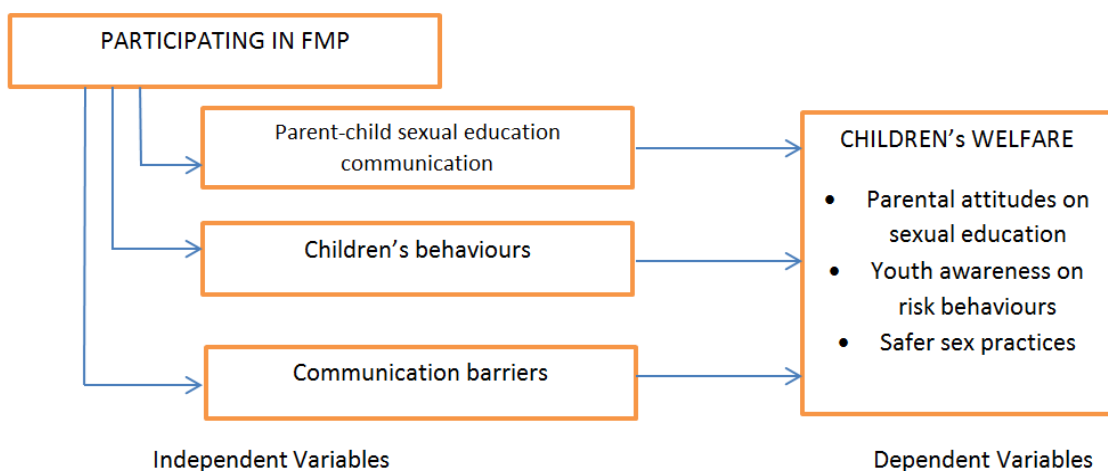 PARTICIPATING IN FMP
Parent-child sexual education
communication
Children's behaviours
Communication barriers
CHILDREN's WELFARE
• Parental attitudes on
sexual education
• Youth awareness on
risk behaviours
• Safer sex practices
Independent Variables
Dependent Variables